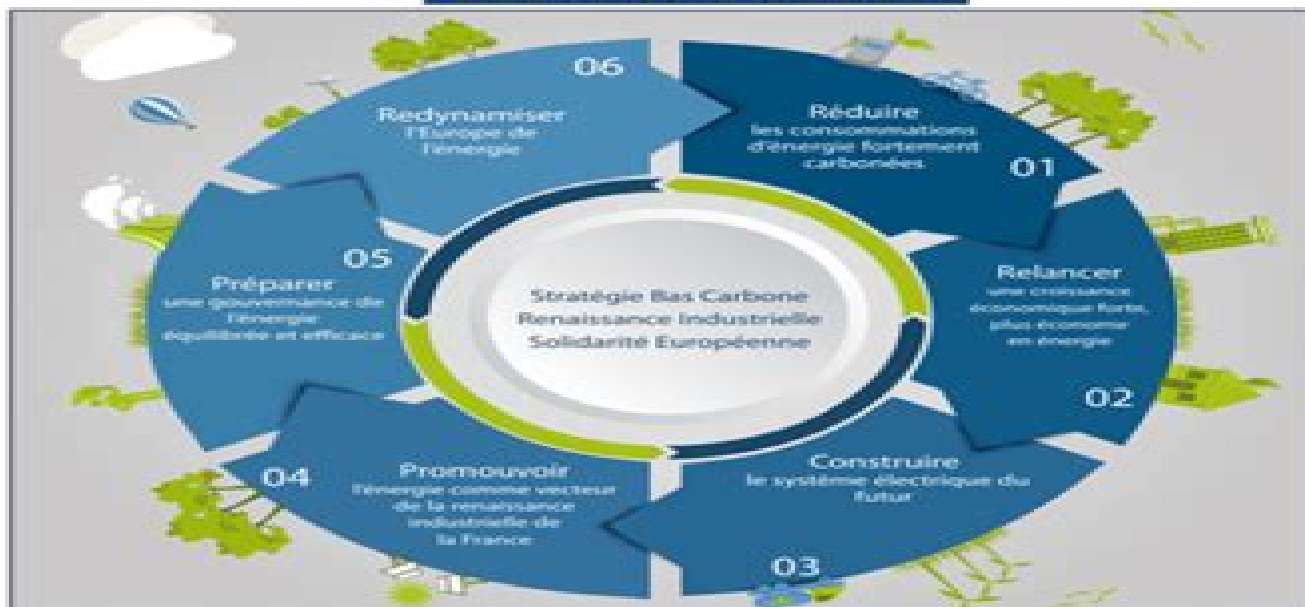 Stratégie Bas Carbone
Renaissance Industrielle
Solidarité Européenne
Réduire
les consommations
d'énergie fortement
carbonées
01
Relancer
une croissance
économique forte,
plus économe
en énergie
02
Construire
le système électrique du
futur
03
04
Promouvoir
l'énergie comme vecteur
de la renaissance
industrielle de
la France
05
Préparer
une gouvernance de
l'énergie
équilibrée et efficace
06
Redynamiser
l'Europe de
l'énergie